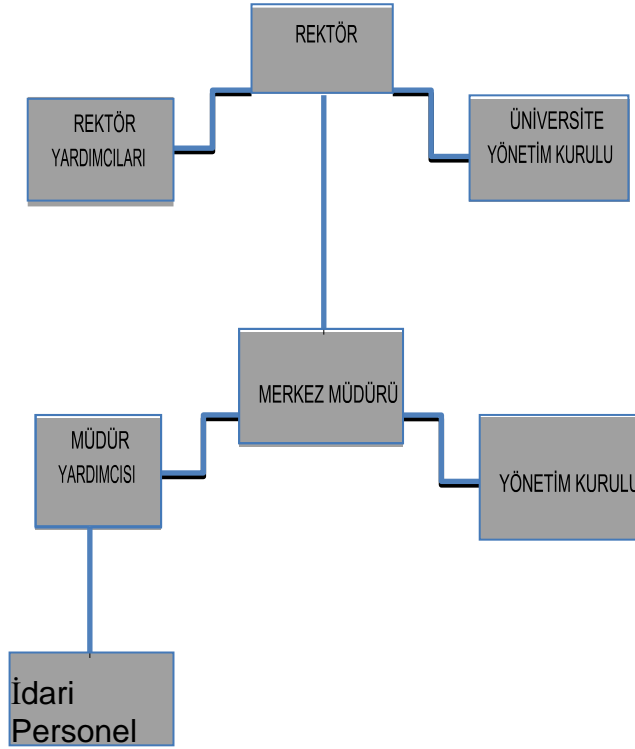 REKTÖR
REKTÖR
YARDIMCILARI
ÜNİVERSİTE
YÖNETİM KURULU
MERKEZ MÜDÜRÜ
MÜDÜR
YARDIMCISI
YÖNETİM KURULU
İdari
Personel